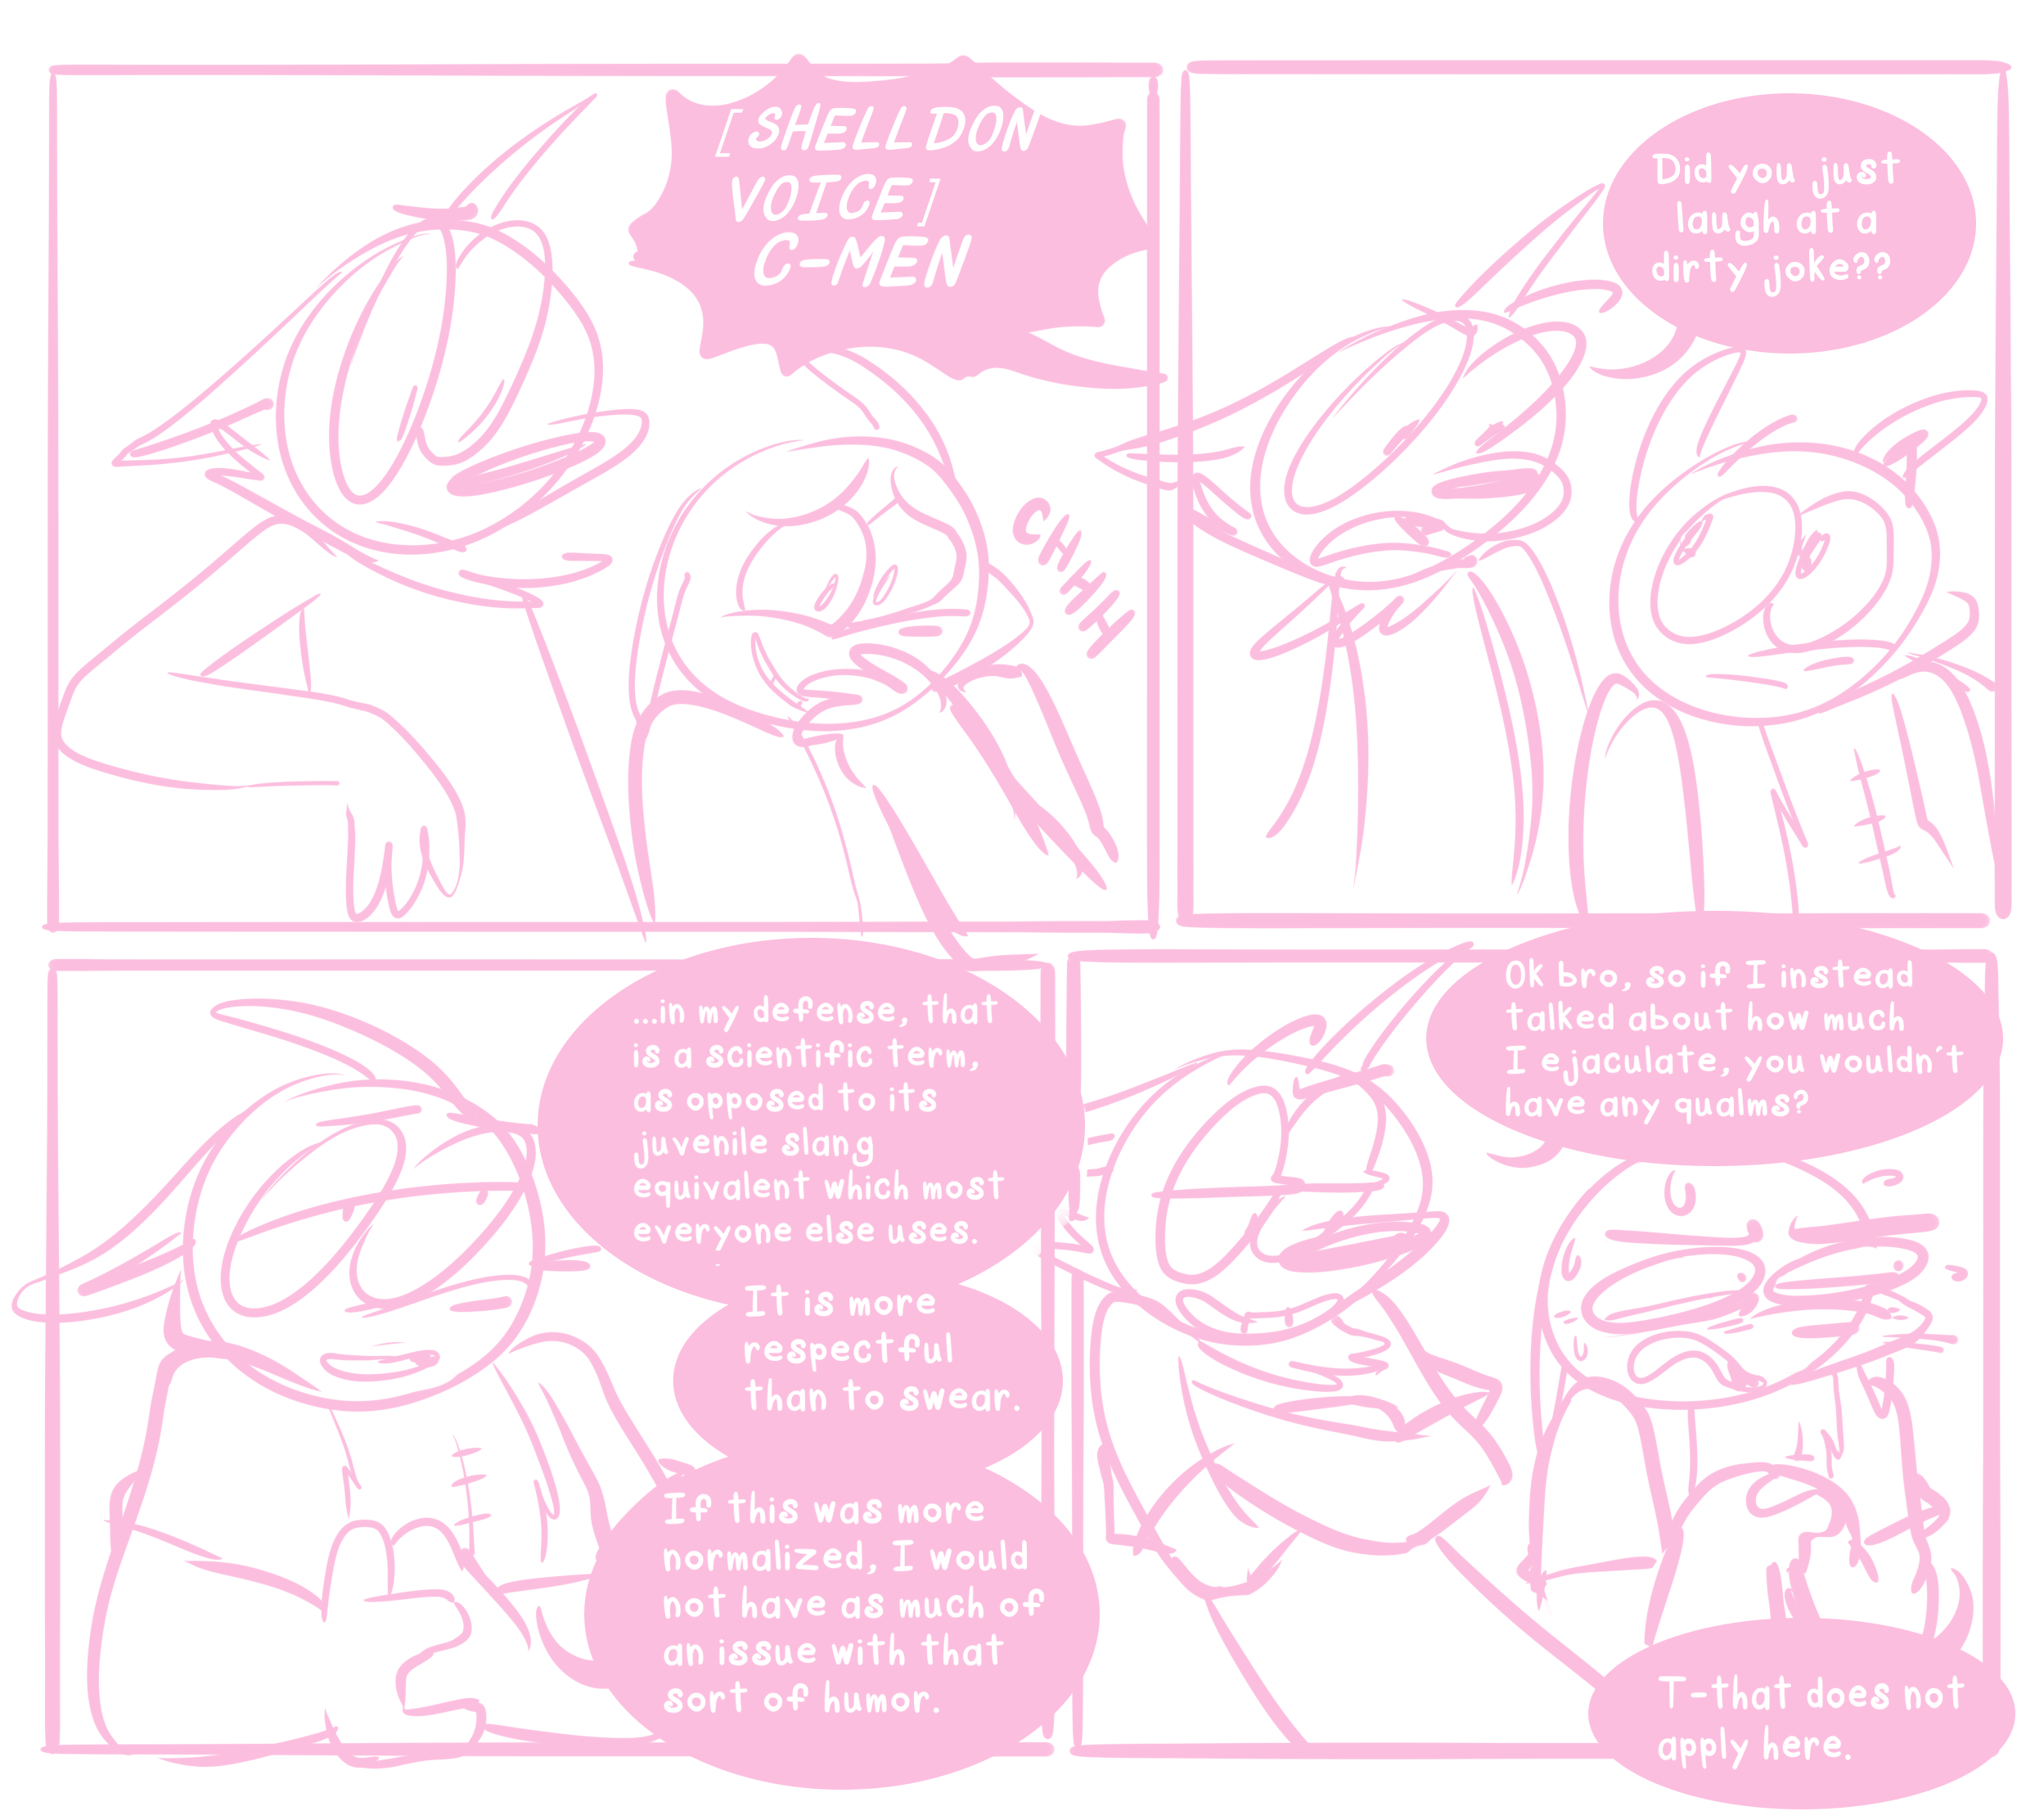 [SHELLDON
VOICE]
C-MEN
CHKKK
Did you just
laugh at a
dirty joke??
...in my defense, that
is a scientific term,
as opposed to its
juvenile slang
equivalent which most
everyone else uses.
It is more
respectful
than to swear.
If this was more
normalized, I would
not have as much of
an issue with that
sort of humor.
Ok bro, so if I instead
talked about how much
I ejaculate, you wouldn't
have any qualms?
T-that does not
apply here.